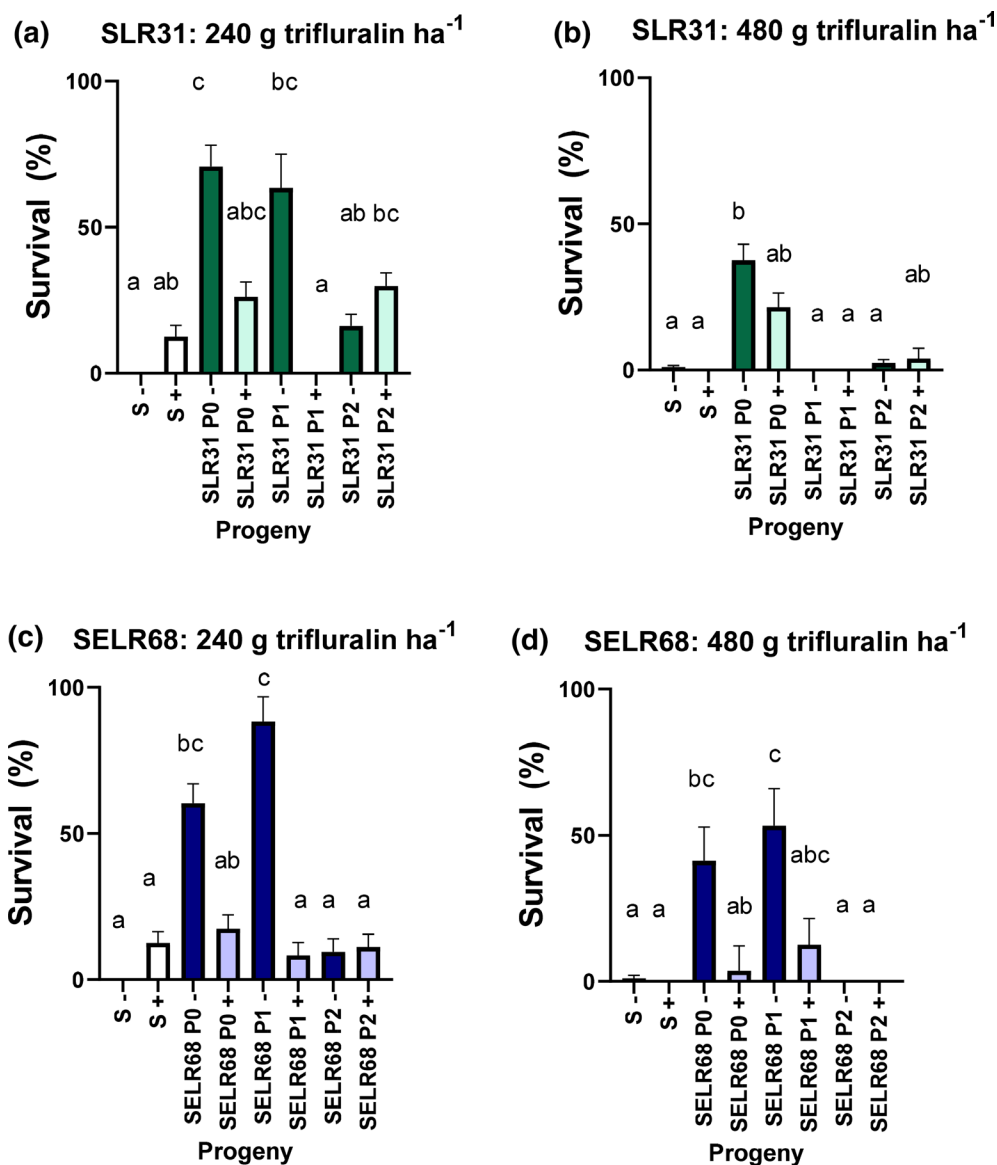 (a) SLR31: 240 g trifluralin ha-1
Survival (%)
100
50
0
c
bc
abc
a
ab
a
ab
bc
S -
S +
SLR31 P0 -
SLR31 P0 +
SLR31 P1 -
SLR31 P1 +
SLR31 P2 -
SLR31 P2 +
Progeny
(b) SLR31: 480 g trifluralin ha-1
Survival (%)
100
50
0
b
ab
ab
a
a
a
a
a
S -
S +
SLR31 P0 -
SLR31 P0 +
SLR31 P1 -
SLR31 P1 +
SLR31 P2 -
SLR31 P2 +
Progeny
(c) SELR68: 240 g trifluralin ha-1
Survival (%)
100
50
0
c
bc
ab
a
a
a
a
a
S -
S +
SELR68 P0 -
SELR68 P0 +
SELR68 P1 -
SELR68 P1 +
SELR68 P2 -
SELR68 P2 +
Progeny
(d) SELR68: 480 g trifluralin ha-1
Survival (%)
100
50
0
c
bc
abc
a
a
ab
a
a
S -
S +
SELR68 P0 -
SELR68 P0 +
SELR68 P1 -
SELR68 P1 +
SELR68 P2 -
SELR68 P2 +
Progeny